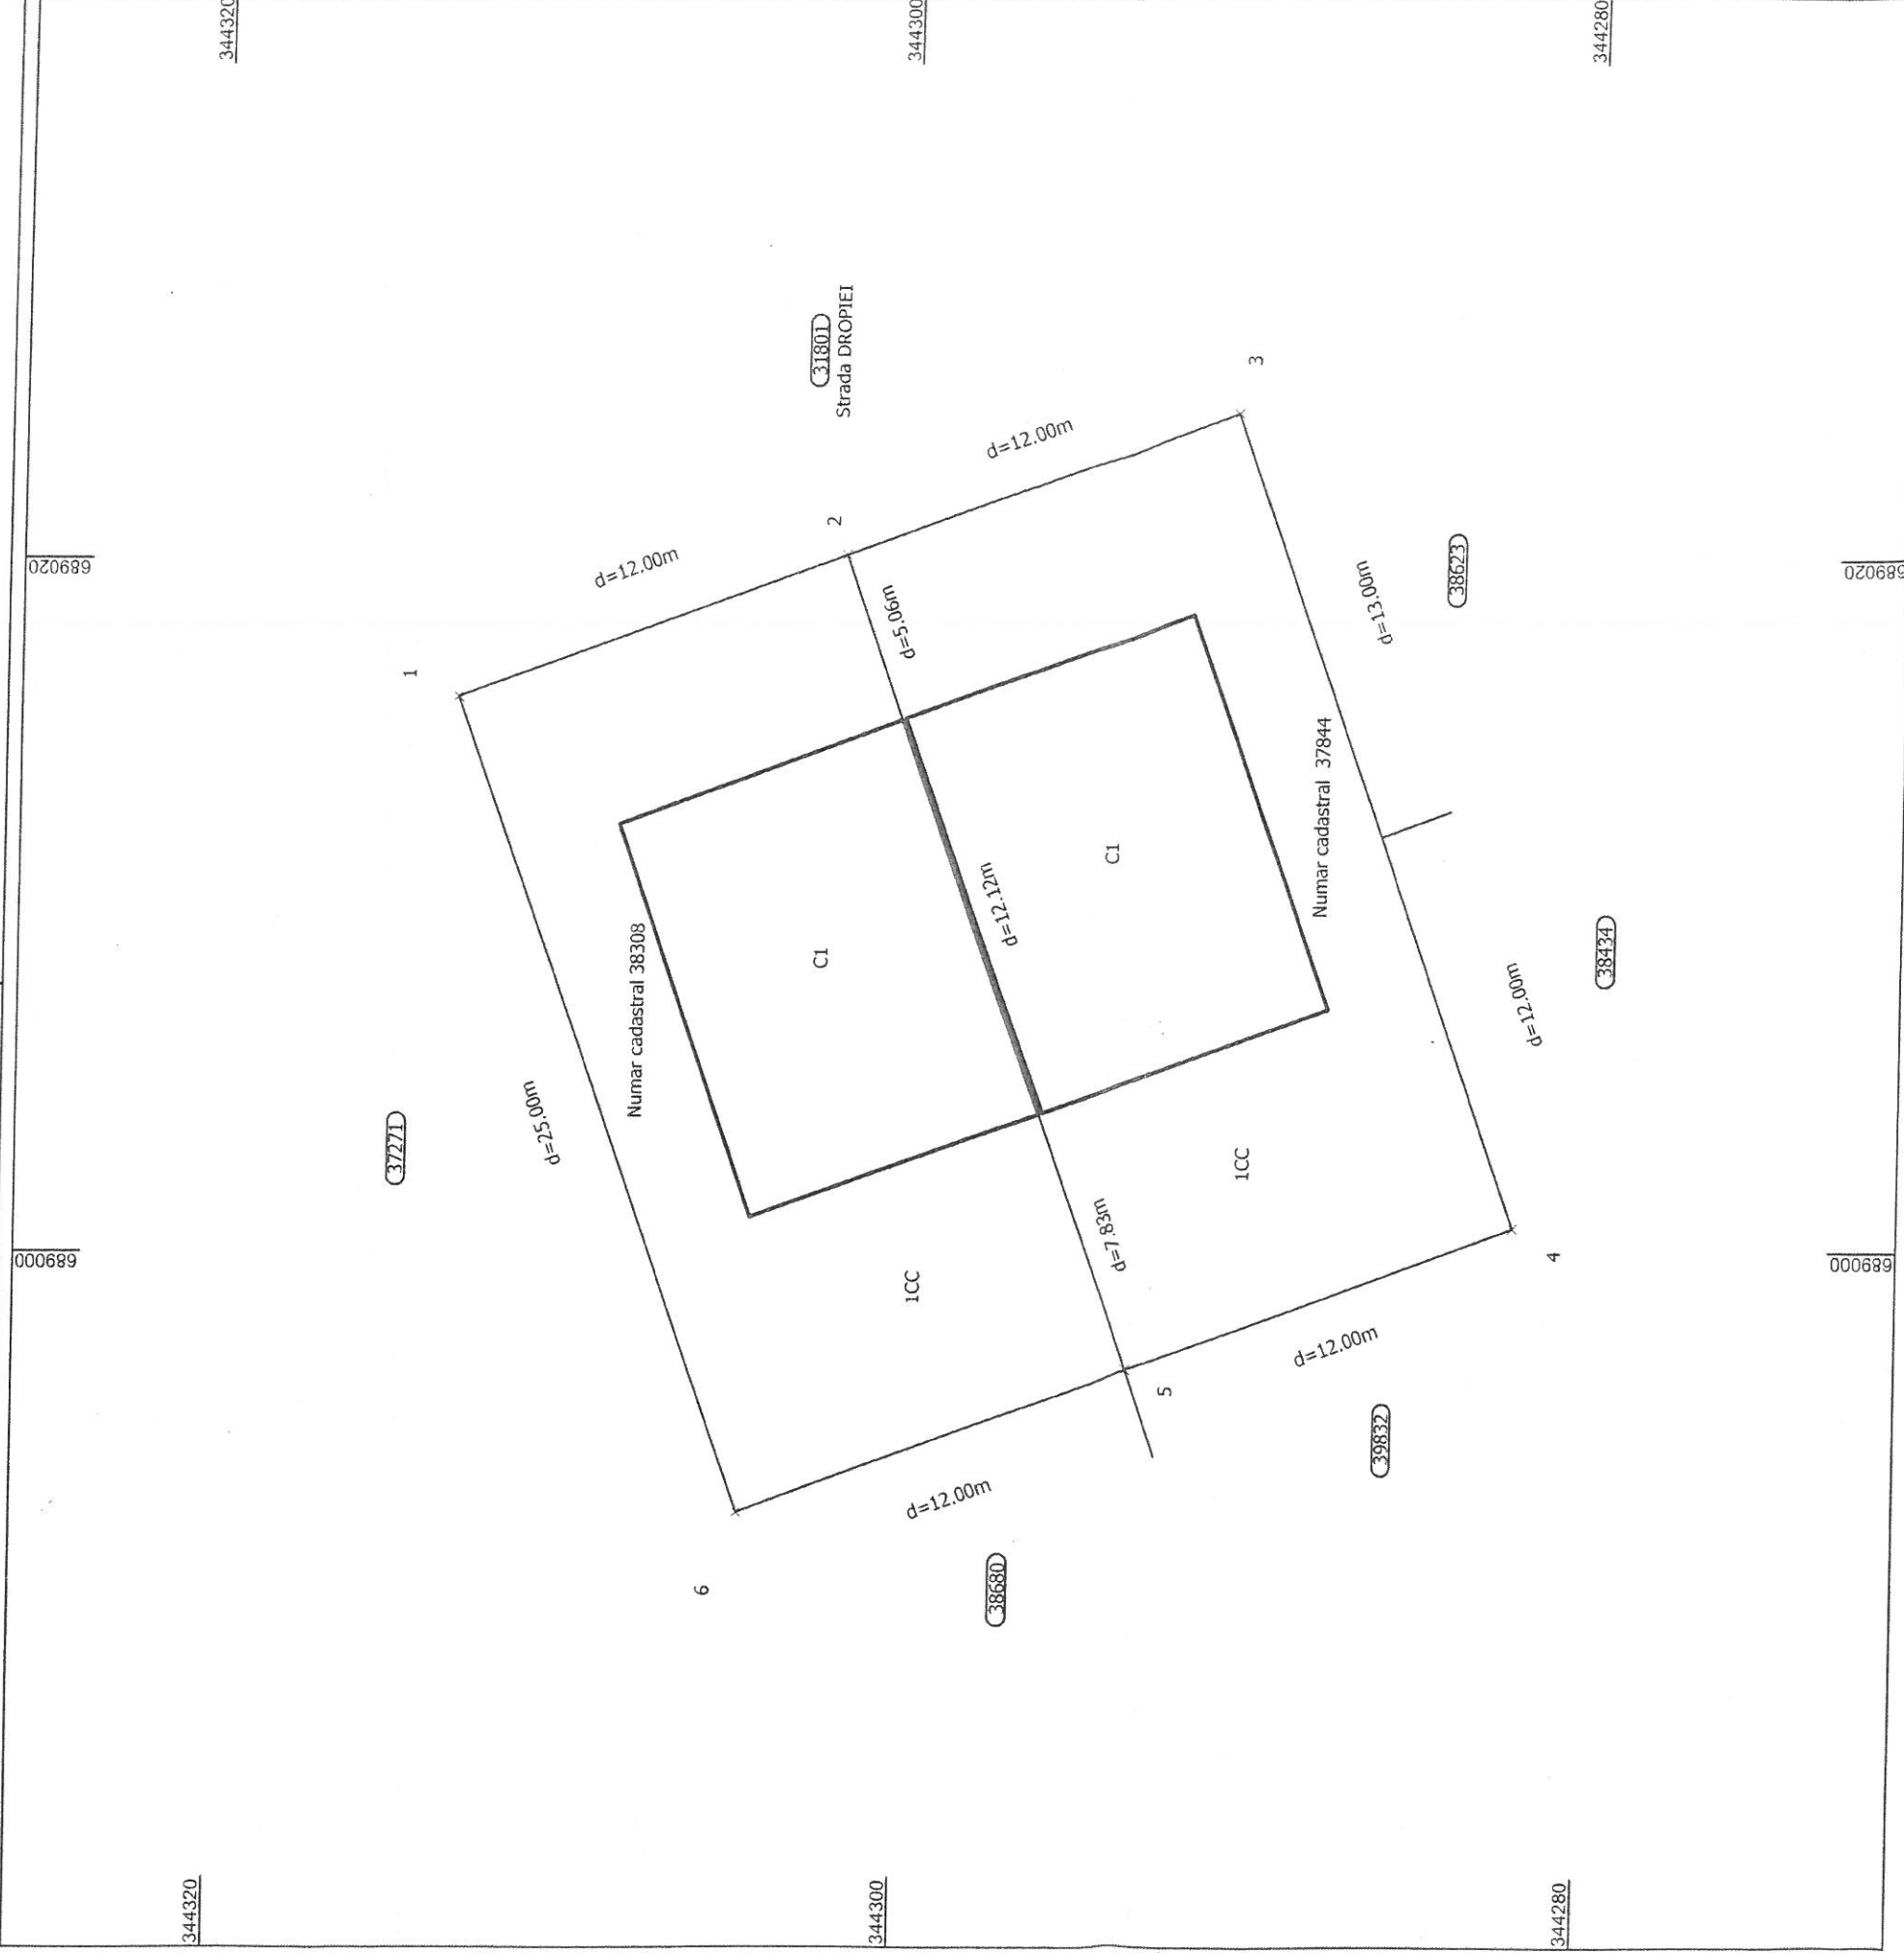 344320
344300
344280
689020
689020
31801
Strada DROPIEI
3
d=12.00m
2
d=12.00m
1
d=5.06m
d=13.00m
38623
Numar cadastral 37844
Numar cadastral 38308
C1
C1
d=12.12m
38434
d=12.00m
37271
d=25.00m
1CC
1CC
d=7.83m
689000
689000
4
d=12.00m
5
39832
d=12.00m
6
38680
344320
344300
344280